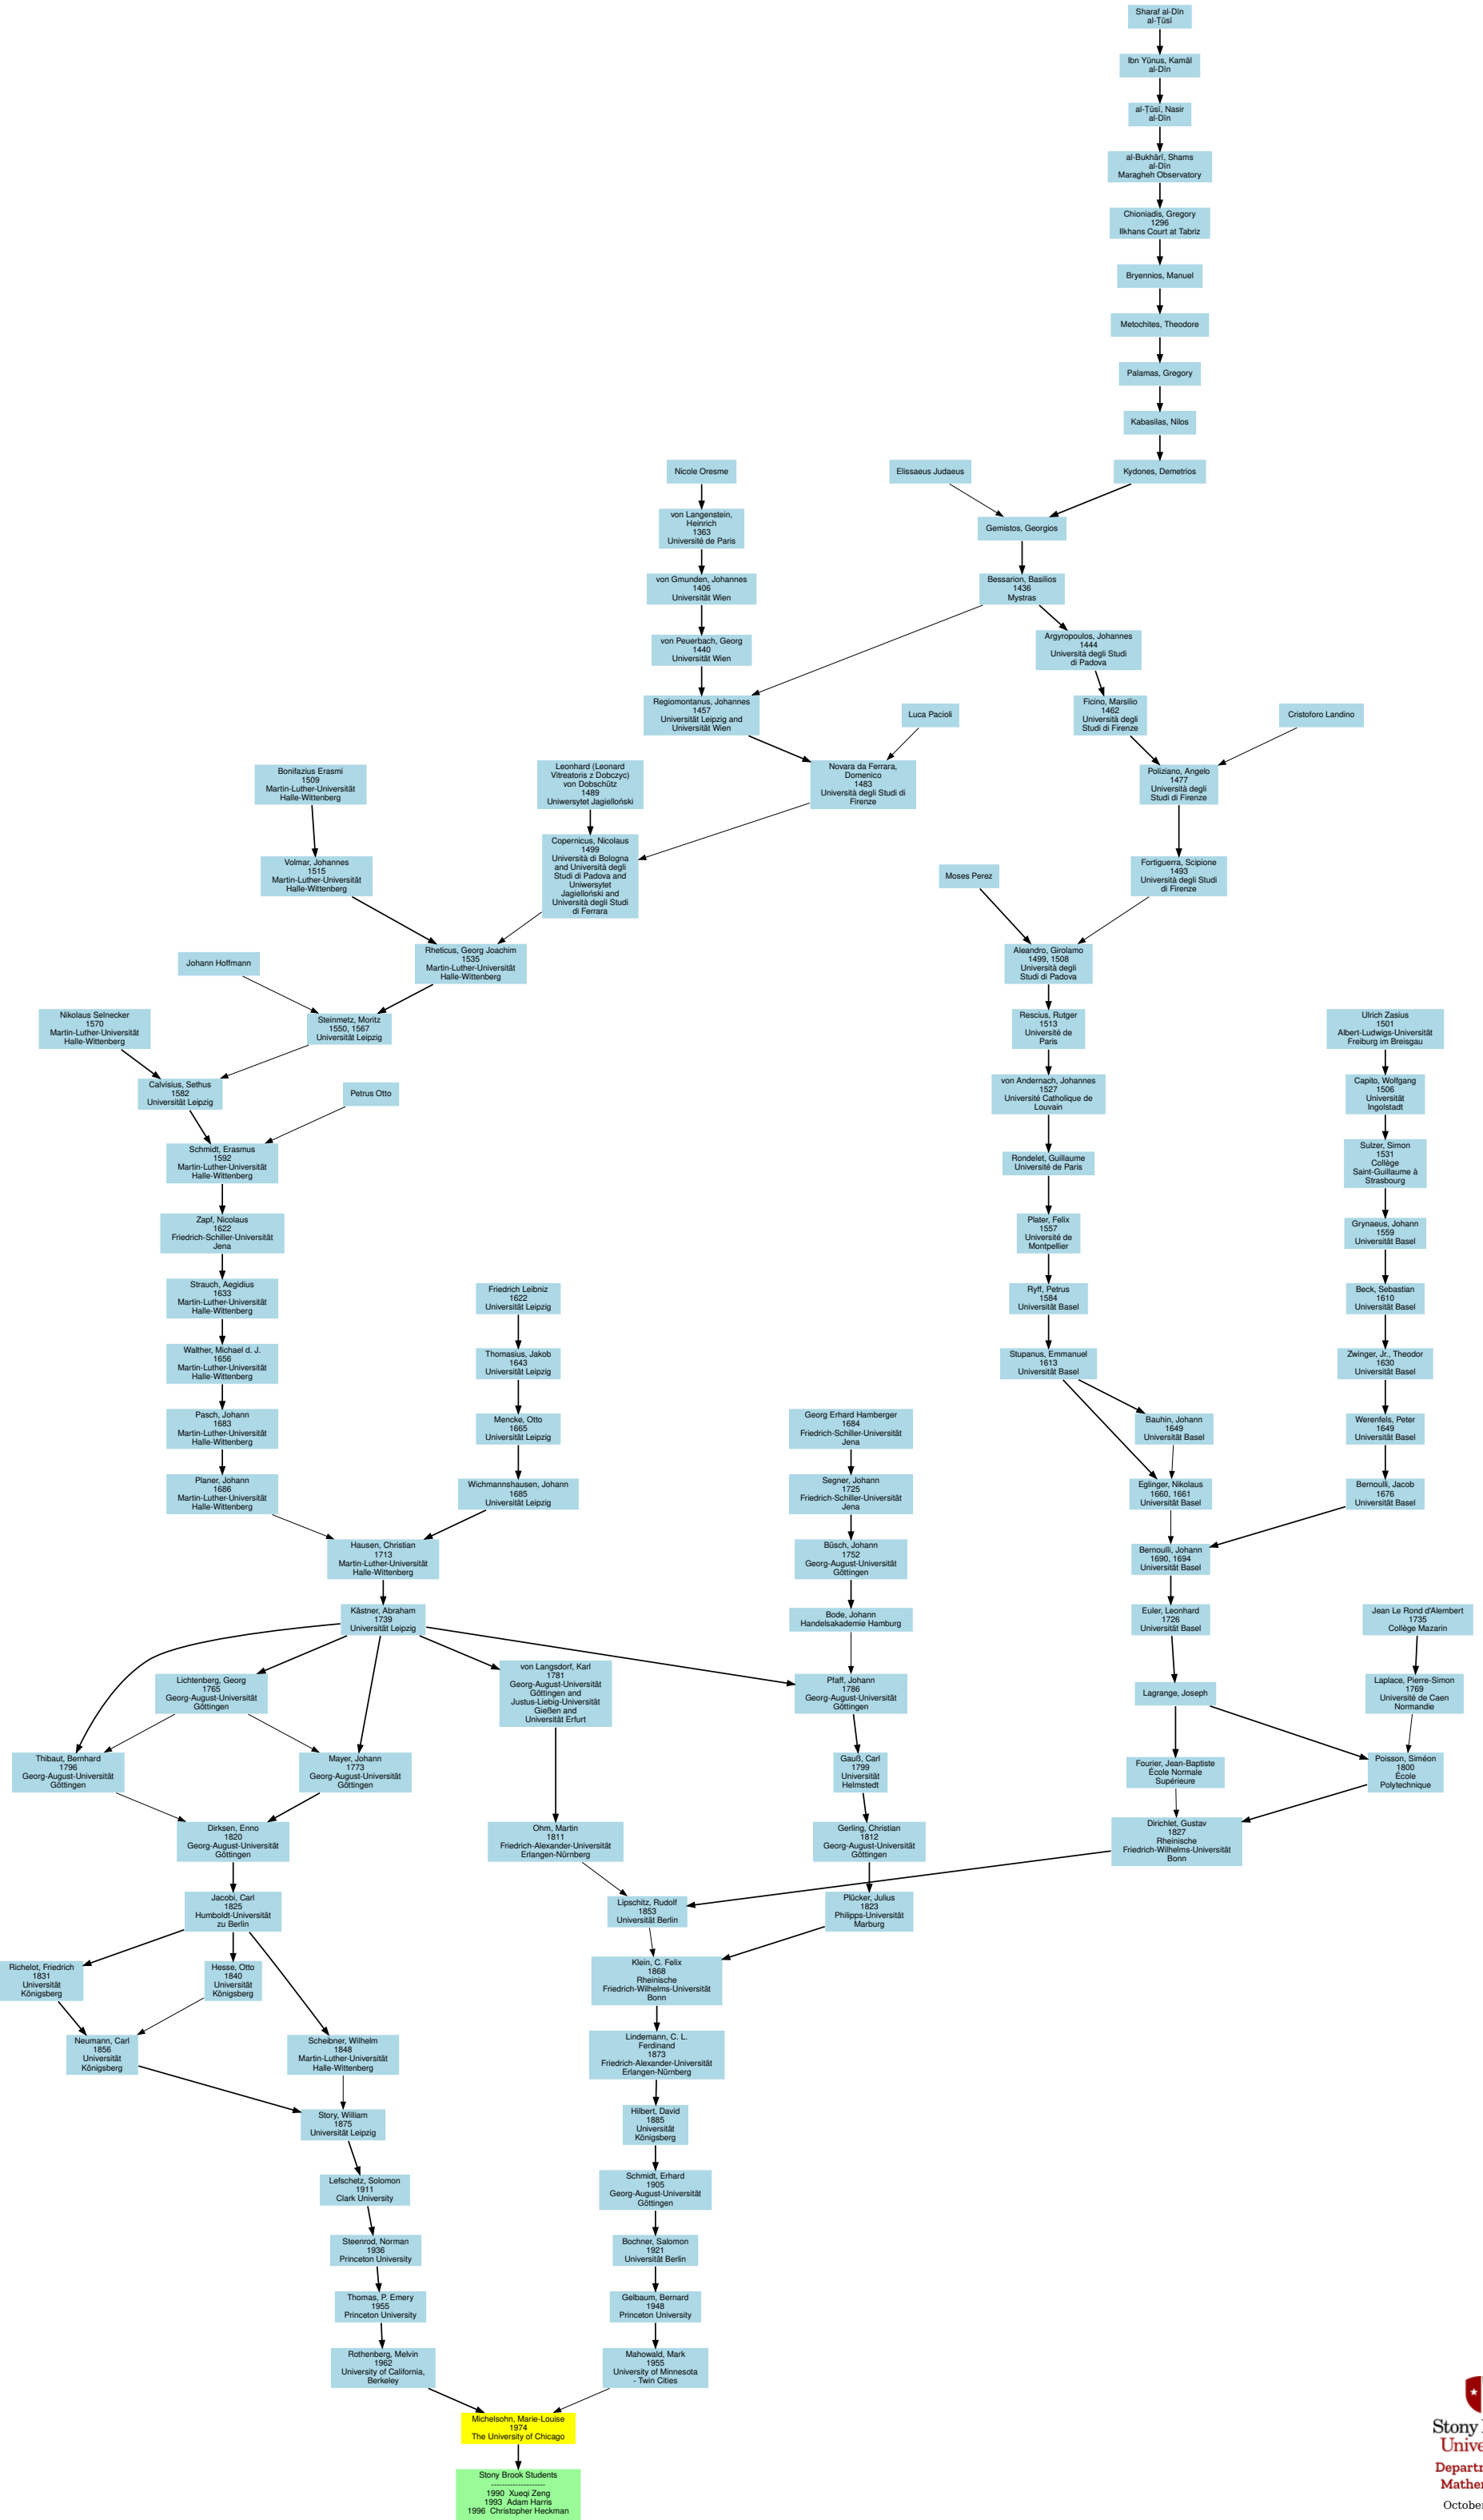 Sharaf al-Dīn
al-Ṭūsī
Ibn Yūnus, Kamāl
al-Dīn
al-Ṭūsī, Nasir
al-Dīn
al-Bukhārī, Shams
al-Dīn
Maragheh Observatory
Chioniadis, Gregory
1296
Ilkhans Court at Tabriz
Bryennios, Manuel
Metochites, Theodore
Palamas, Gregory
Kabasilas, Nilos
Nicole Oresme
Elissaeus Judaeus
Kydones, Demetrios
von Langenstein,
Heinrich
1363
Université de Paris
Gemistos, Georgios
von Gmunden, Johannes
1406
Universität Wien
Bessarion, Basilios
1436
Mystras
von Peuerbach, Georg
1440
Universität Wien
Argyropoulos, Johannes
1444
Università degli Studi
di Padova
Regiomontanus, Johannes
1457
Universität Leipzig and
Universität Wien
Luca Pacioli
Ficino, Marsilio
1462
Università degli
Studi di Firenze
Cristoforo Landino
Bonifazius Erasmi
1509
Martin-Luther-Universität
Halle-Wittenberg
Leonhard (Leonard
Vitreatoris z Dobczyc)
von Dobschütz
1489
Uniwersytet Jagielloński
Novara da Ferrara,
Domenico
1483
Università degli Studi di
Firenze
Poliziano, Angelo
1477
Università degli
Studi di Firenze
Volmar, Johannes
1515
Martin-Luther-Universität
Halle-Wittenberg
Copernicus, Nicolaus
1499
Università di Bologna
and Università degli
Studi di Padova and
Uniwersytet
Jagielloński and
Università degli Studi
di Ferrara
Moses Perez
Fortiguerra, Scipione
1493
Università degli Studi
di Firenze
Johann Hoffmann
Rheticus, Georg Joachim
1535
Martin-Luther-Universität
Halle-Wittenberg
Aleandro, Girolamo
1499, 1508
Università degli
Studi di Padova
Nikolaus Selnecker
1570
Martin-Luther-Universität
Halle-Wittenberg
Steinmetz, Moritz
1550, 1567
Universität Leipzig
Rescius, Rutger
1513
Université de
Paris
Ulrich Zasius
1501
Albert-Ludwigs-Universität
Freiburg im Breisgau
Calvisius, Sethus
1582
Universität Leipzig
Petrus Otto
von Andernach, Johannes
1527
Université Catholique de
Louvain
Capito, Wolfgang
1506
Universität
Ingolstadt
Schmidt, Erasmus
1592
Martin-Luther-Universität
Halle-Wittenberg
Rondelet, Guillaume
Université de Paris
Sulzer, Simon
1531
Collège
Saint-Guillaume à
Strasbourg
Zapf, Nicolaus
1622
Friedrich-Schiller-Universität
Jena
Plater, Felix
1557
Université de
Montpellier
Grynaeus, Johann
1559
Universität Basel
Strauch, Aegidius
1633
Martin-Luther-Universität
Halle-Wittenberg
Friedrich Leibniz
1622
Universität Leipzig
Ryff, Petrus
1584
Universität Basel
Beck, Sebastian
1610
Universität Basel
Walther, Michael d. J.
1656
Martin-Luther-Universität
Halle-Wittenberg
Thomasius, Jakob
1643
Universität Leipzig
Stupanus, Emmanuel
1613
Universität Basel
Zwinger, Jr., Theodor
1630
Universität Basel
Pasch, Johann
1683
Martin-Luther-Universität
Halle-Wittenberg
Mencke, Otto
1665
Universität Leipzig
Georg Erhard Hamberger
1684
Friedrich-Schiller-Universität
Jena
Bauhin, Johann
1649
Universität Basel
Werenfels, Peter
1649
Universität Basel
Planer, Johann
1686
Martin-Luther-Universität
Halle-Wittenberg
Wichmannshausen, Johann
1685
Universität Leipzig
Segner, Johann
1725
Friedrich-Schiller-Universität
Jena
Eglinger, Nikolaus
1660, 1661
Universität Basel
Bernoulli, Jacob
1676
Universität Basel
Hausen, Christian
1713
Martin-Luther-Universität
Halle-Wittenberg
Büsch, Johann
1752
Georg-August-Universität
Göttingen
Bernoulli, Johann
1690, 1694
Universität Basel
Kästner, Abraham
1739
Universität Leipzig
Bode, Johann
Handelsakademie Hamburg
Euler, Leonhard
1726
Universität Basel
Jean Le Rond d'Alembert
1735
Collège Mazarin
Lichtenberg, Georg
1765
Georg-August-Universität
Göttingen
von Langsdorf, Karl
1781
Georg-August-Universität
Göttingen and
Justus-Liebig-Universität
Gießen and
Universität Erfurt
Pfaff, Johann
1786
Georg-August-Universität
Göttingen
Lagrange, Joseph
Laplace, Pierre-Simon
1769
Université de Caen
Normandie
Thibaut, Bernhard
1796
Georg-August-Universität
Göttingen
Mayer, Johann
1773
Georg-August-Universität
Göttingen
Gauß, Carl
1799
Universität
Helmstedt
Fourier, Jean-Baptiste
École Normale
Supérieure
Poisson, Siméon
1800
École
Polytechnique
Dirksen, Enno
1820
Georg-August-Universität
Göttingen
Ohm, Martin
1811
Friedrich-Alexander-Universität
Erlangen-Nürnberg
Gerling, Christian
1812
Georg-August-Universität
Göttingen
Dirichlet, Gustav
1827
Rheinische
Friedrich-Wilhelms-Universität
Bonn
Jacobi, Carl
1825
Humboldt-Universität
zu Berlin
Lipschitz, Rudolf
1853
Universität Berlin
Plücker, Julius
1823
Philipps-Universität
Marburg
Richelot, Friedrich
1831
Universität
Königsberg
Hesse, Otto
1840
Universität
Königsberg
Klein, C. Felix
1868
Rheinische
Friedrich-Wilhelms-Universität
Bonn
Neumann, Carl
1856
Universität
Königsberg
Scheibner, Wilhelm
1848
Martin-Luther-Universität
Halle-Wittenberg
Lindemann, C. L.
Ferdinand
1873
Friedrich-Alexander-Universität
Erlangen-Nürnberg
Story, William
1875
Universität Leipzig
Hilbert, David
1885
Universität
Königsberg
Lefschetz, Solomon
1911
Clark University
Schmidt, Erhard
1905
Georg-August-Universität
Göttingen
Steenrod, Norman
1936
Princeton University
Bochner, Salomon
1921
Universität Berlin
Thomas, P. Emery
1955
Princeton University
Gelbaum, Bernard
1948
Princeton University
Rothenberg, Melvin
1962
University of California,
Berkeley
Mahowald, Mark
1955
University of Minnesota
- Twin Cities
Michelsohn, Marie-Louise
1974
The University of Chicago
Stony Brook Students
--------------------
1990 Xueqi Zeng
1993 Adam Harris
1996 Christopher Heckman
Stony
Unive
Departm
Mather
October